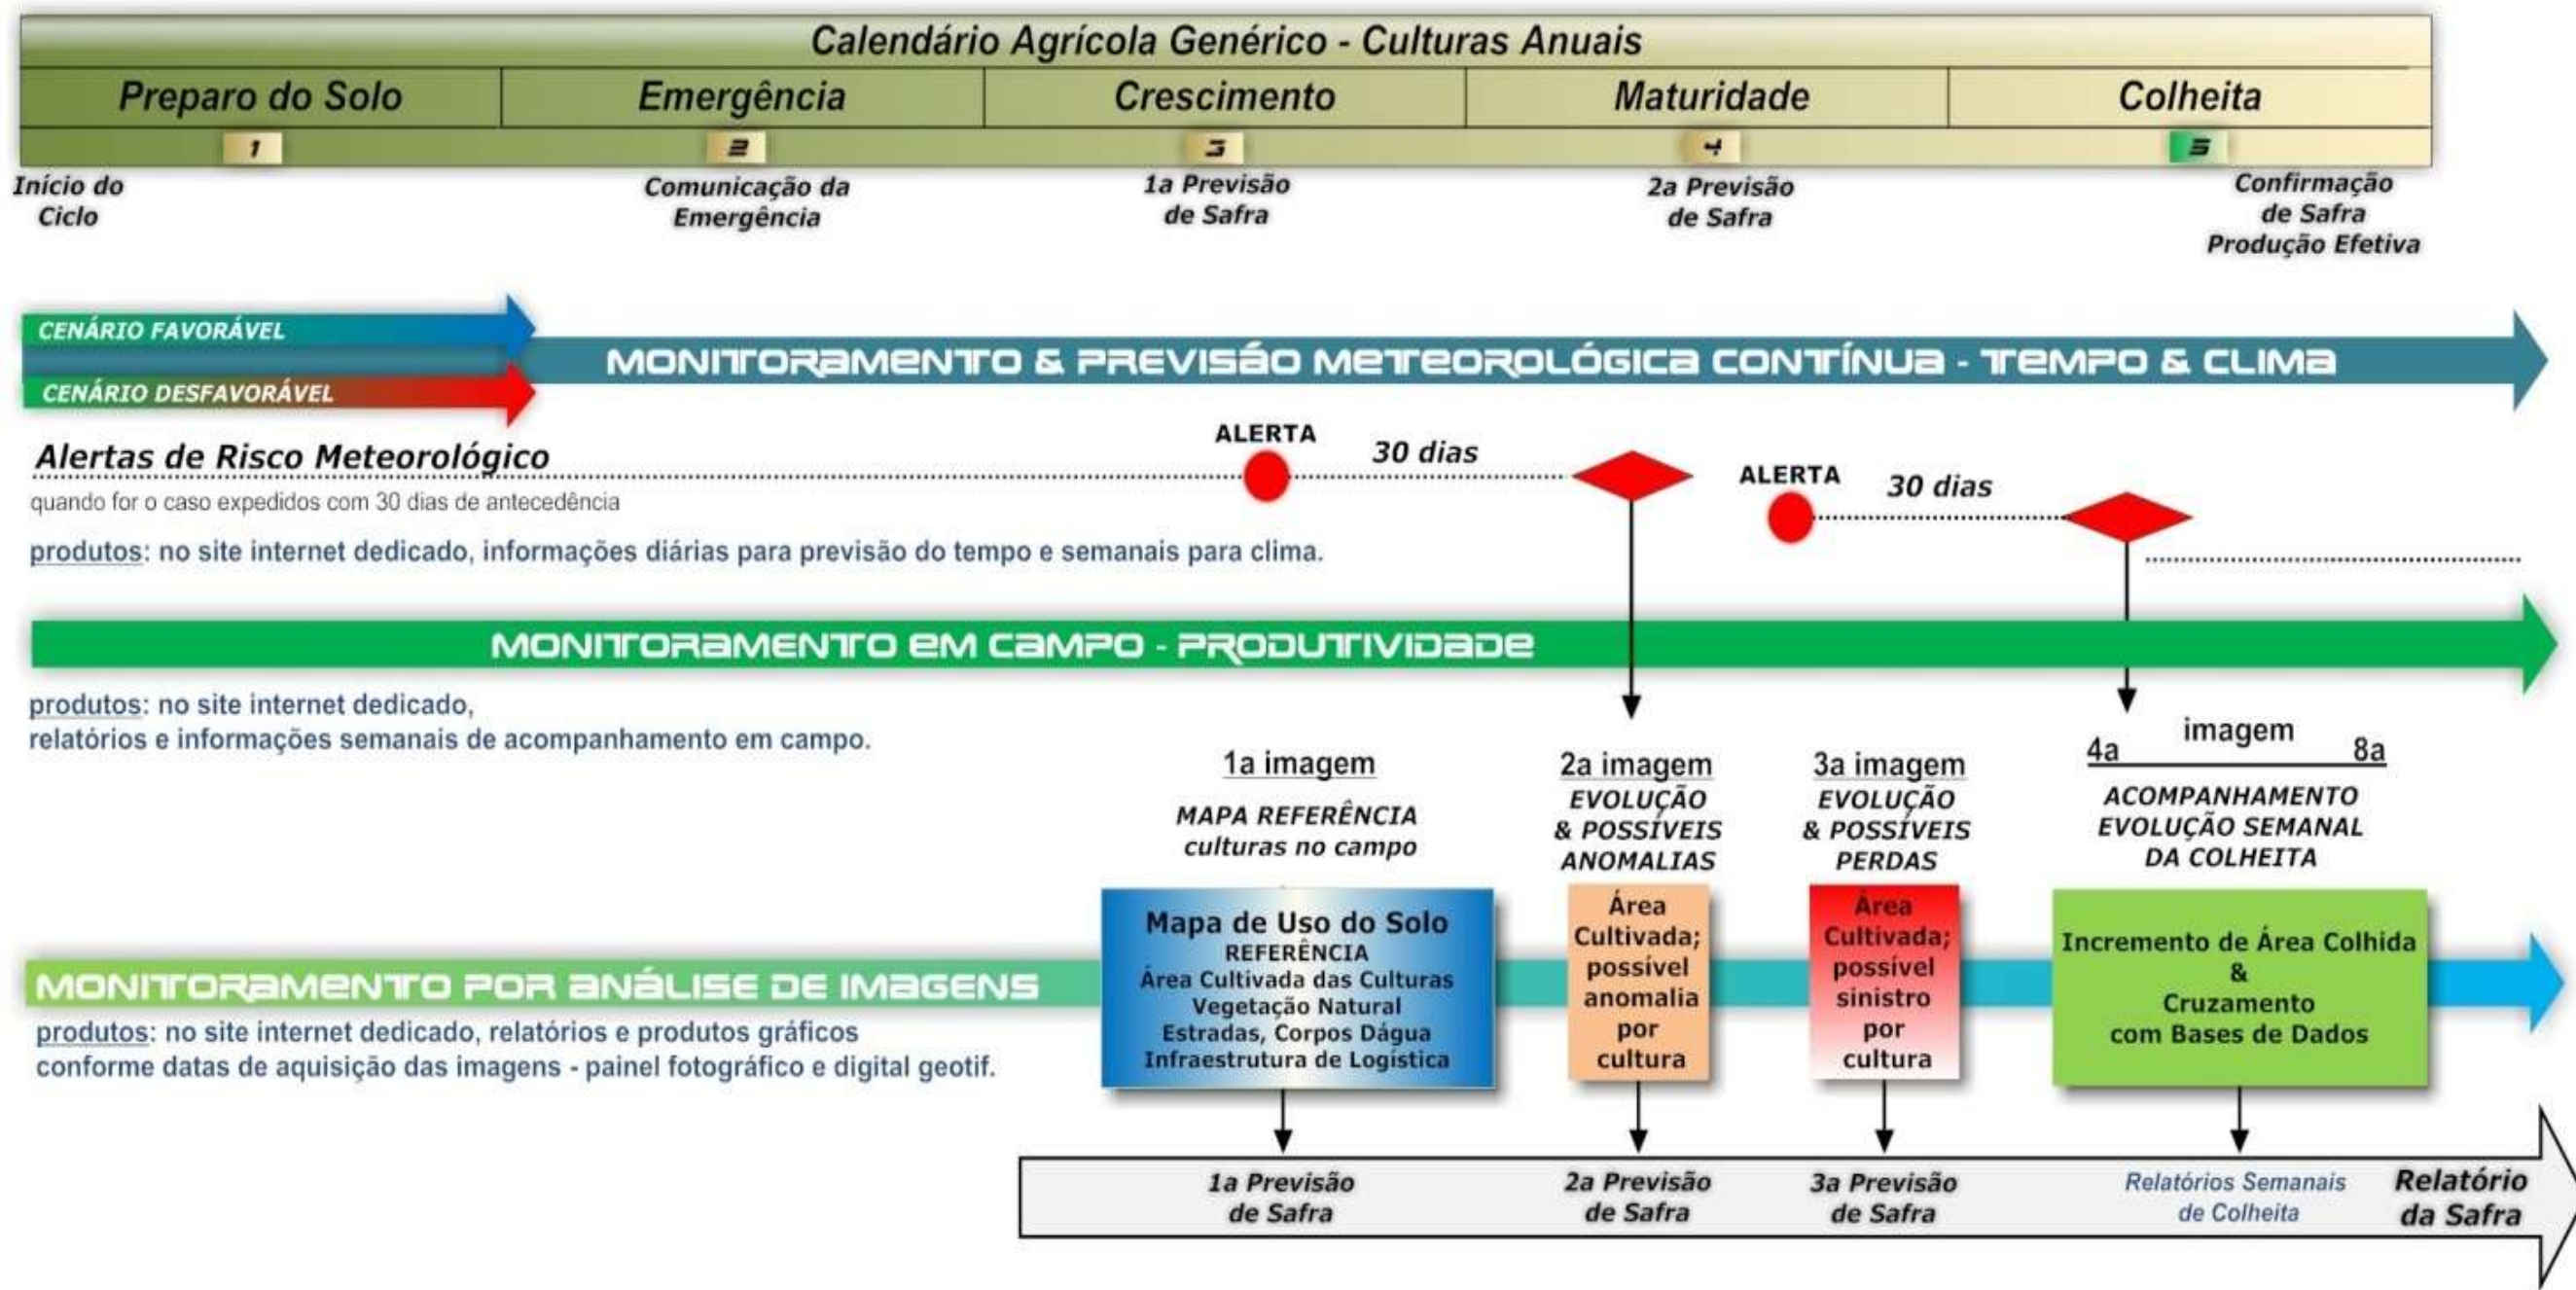 Calendário Agrícola Genérico - Culturas Anuais
Preparo do Solo
Emergência
Crescimento
Maturidade
Colheita
1
2
3
4
5
Início do
Ciclo
Comunicação da
Emergência
1a Previsão
de Safra
2a Previsão
de Safra
Confirmação
de Safra
Produção Efetiva
CENÁRIO FAVORÁVEL
MONITORAMENTO & PREVISÃO METEOROLÓGICA CONTÍNUA - TEMPO & CLIMA
CENÁRIO DESFAVORÁVEL
Alertas de Risco Meteorológico
quando for o caso expedidos com 30 dias de antecedência
ALERTA
30 dias
ALERTA
30 dias
produtos: no site internet dedicado, informações diárias para previsão do tempo e semanais para clima.
MONITORAMENTO EM CAMPO - PRODUTIVIDADE
produtos: no site internet dedicado,
relatórios e informações semanais de acompanhamento em campo.
1a imagem
MAPA REFERÊNCIA
culturas no campo
2a imagem
EVOLUÇÃO
& POSSÍVEIS
ANOMALIAS
3a imagem
EVOLUÇÃO
& POSSÍVEIS
PERDAS
4a imagem 8a
ACOMPANHAMENTO
EVOLUÇÃO SEMANAL
DA COLHEITA
MONITORAMENTO POR ANÁLISE DE IMAGENS
produtos: no site internet dedicado, relatórios e produtos gráficos
conforme datas de aquisição das imagens - painel fotográfico e digital geotif.
Mapa de Uso do Solo
REFERÊNCIA
Área Cultivada das Culturas
Vegetação Natural
Estradas, Corpos Dágua
Infraestrutura de Logística
Área
Cultivada;
possível
anomalia
por
cultura
Área
Cultivada;
possível
sinistro
por
cultura
Incremento de Área Colhida
&
Cruzamento
com Bases de Dados
1a Previsão
de Safra
2a Previsão
de Safra
3a Previsão
de Safra
Relatórios Semanais
de Colheita
Relatório
da Safra